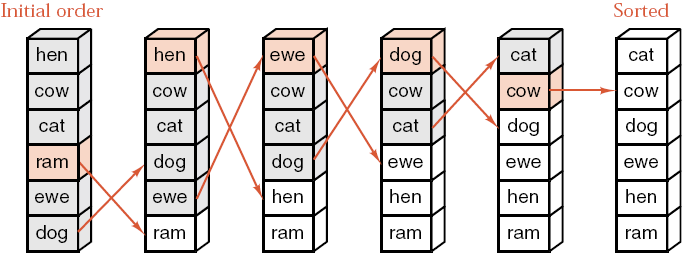 Initial order Sorted
hen hen ewe dog cat cat
cow cow cow cow cow cow
cat cat cat cat dog dog
ram dog dog ewe ewe ewe
ewe ewe hen hen hen hen
dog ram ram ram ram ram